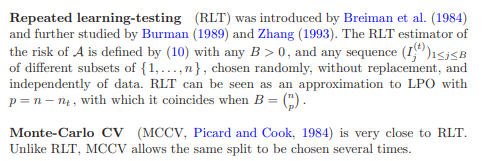 Repeated learning-testing (RLT) was introduced by Breiman et al. (1984)
and further studied by Burman (1989) and Zhang (1993). The RLT estimator of
the risk of 𝒜 is defined by (10) with any B > 0, and any sequence (I_j^{(t)})_{1≤j≤B}
of different subsets of {1, . . . , n}, chosen randomly, without replacement, and
independently of data. RLT can be seen as an approximation to LPO with
p = n − n_t, with which it coincides when B = \binom{n}{p}.
Monte-Carlo CV (MCCV, Picard and Cook, 1984) is very close to RLT.
Unlike RLT, MCCV allows the same split to be chosen several times.